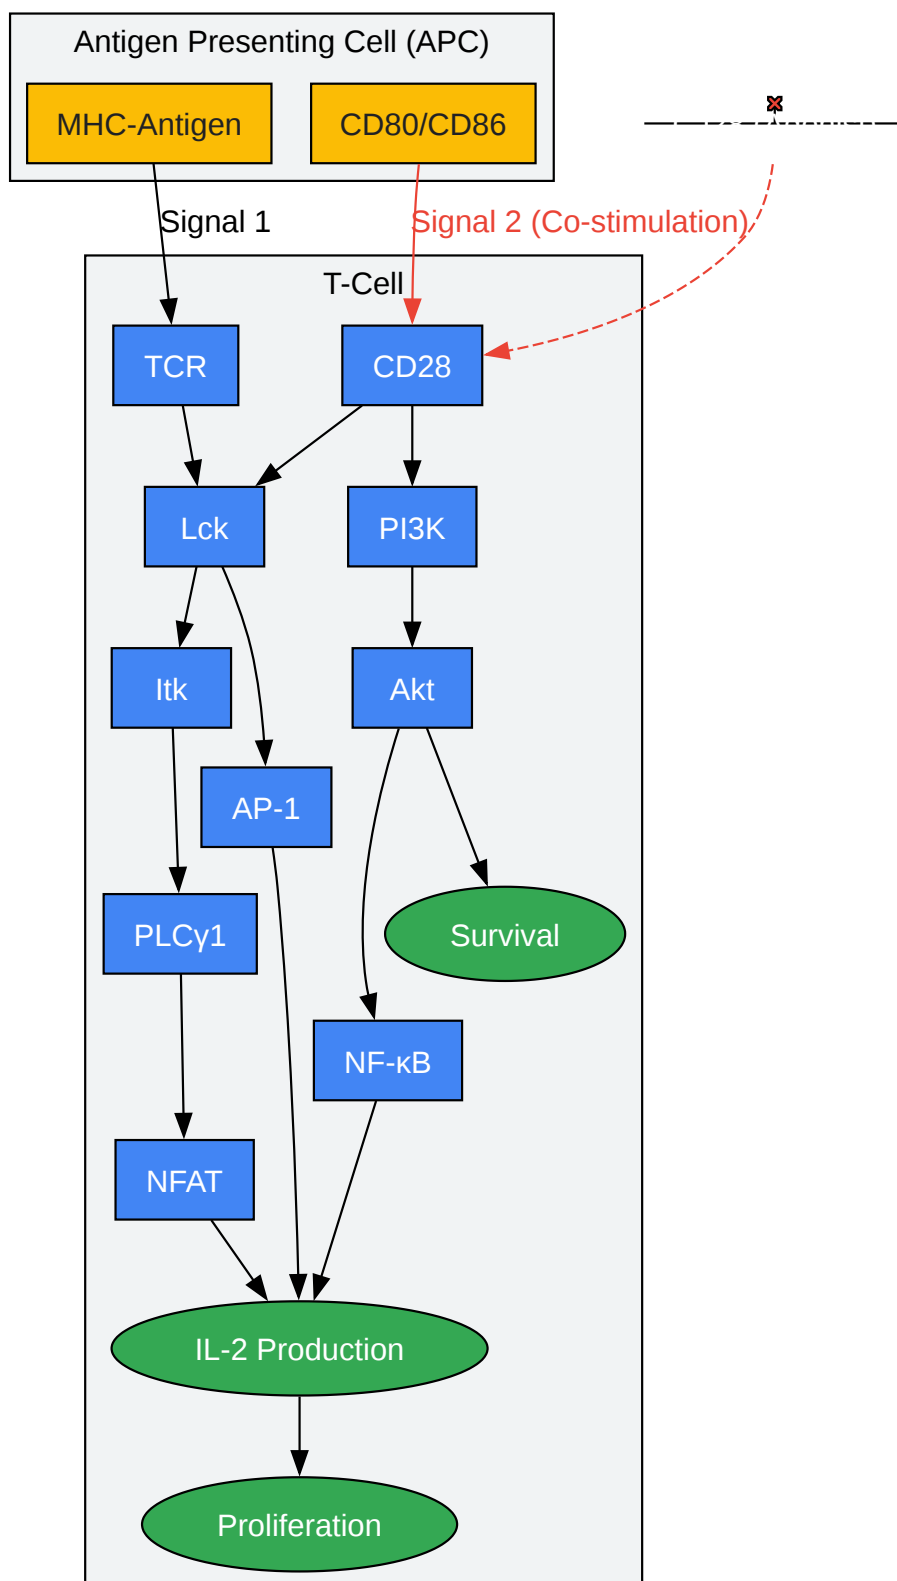 Antigen Presenting Cell (APC)
MHC-Antigen
CD80/CD86
Signal 1
Signal 2 (Co-stimulation)
T-Cell
TCR
CD28
Lck
PI3K
Itk
Akt
AP-1
PLCγ1
Survival
NF-κB
NFAT
IL-2 Production
Proliferation